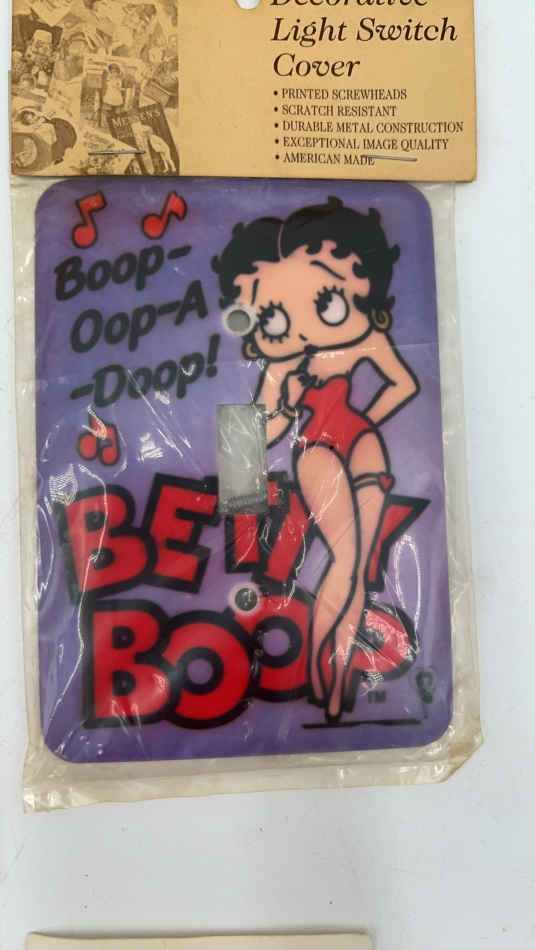 Decorative
Light Switch
Cover
• PRINTED SCREWHEADS
• SCRATCH RESISTANT
• DURABLE METAL CONSTRUCTION
• EXCEPTIONAL IMAGE QUALITY
• AMERICAN MADE
Boop-
Oop-A
-Doop!
BETTY
BOOP
TM